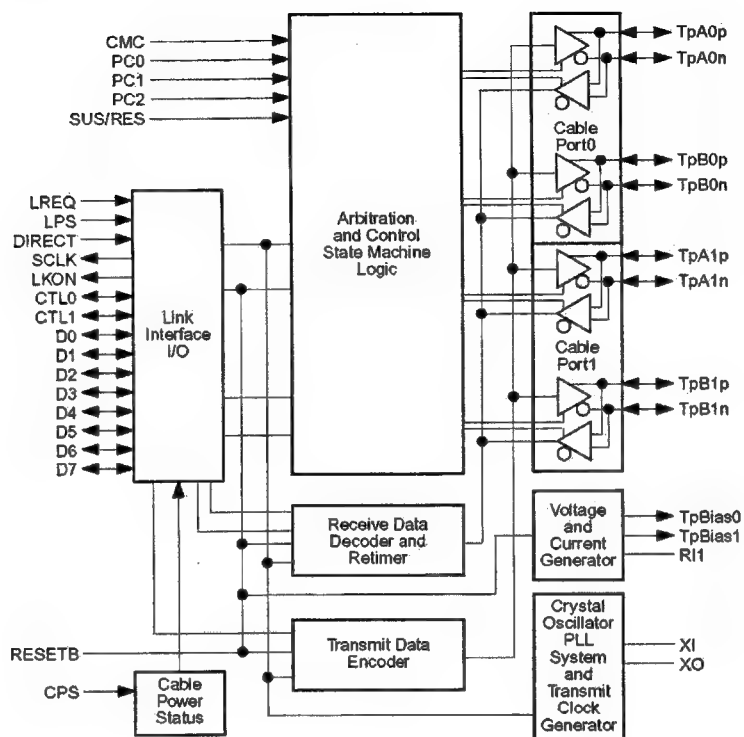 CMC
PC0
PC1
PC2
SUS/RES
LREQ
LPS
DIRECT
SCLK
LKON
CTL0
CTL1
D0
D1
D2
D3
D4
D5
D6
D7
Link
Interface
I/O
Arbitration
and Control
State Machine
Logic
TpA0p
TpA0n
Cable
Port0
TpB0p
TpB0n
TpA1p
TpA1n
Cable
Port1
TpB1p
TpB1n
Receive Data
Decoder and
Retimer
Voltage
and
Current
Generator
TpBias0
TpBias1
RI1
Transmit Data
Encoder
Crystal
Oscillator
PLL
System
and
Transmit
Clock
Generator
XI
XO
RESETB
CPS
Cable
Power
Status